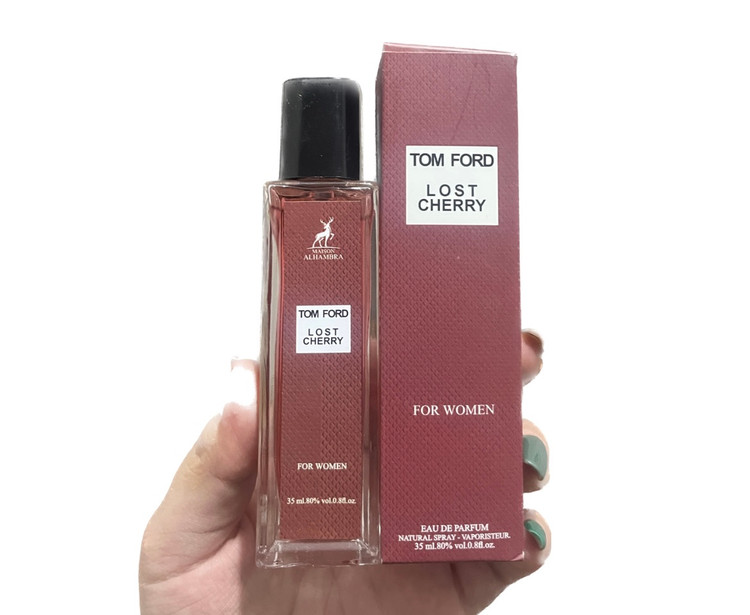 MAISON
ALHAMBRA
TOM FORD
LOST
CHERRY
FOR WOMEN
35 ml.80% vol.0.8fl.oz.
TOM FORD
LOST
CHERRY
FOR WOMEN
EAU DE PARFUM
NATURAL SPRAY - VAPORISTEUR.
35 ml.80% vol.0.8fl.oz.